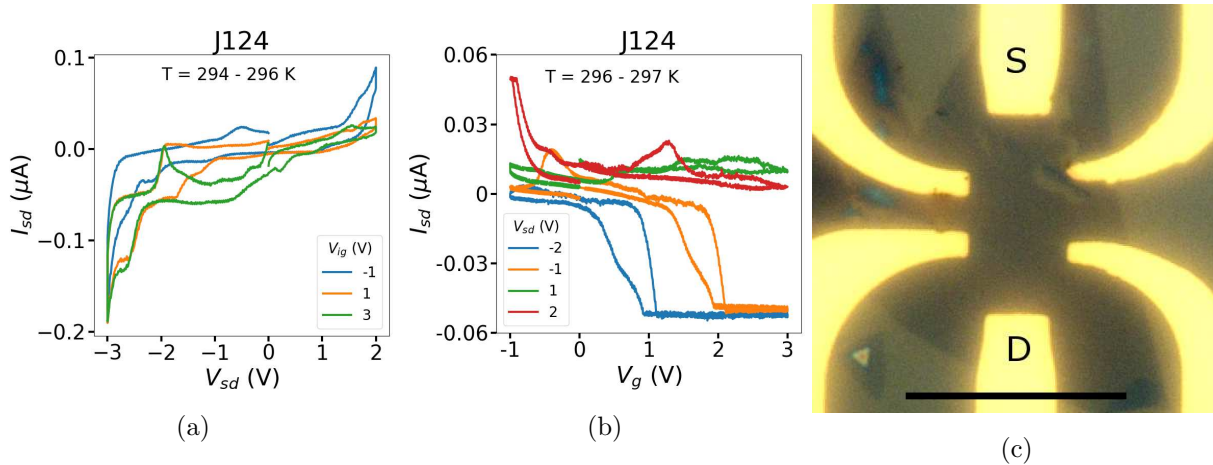 J124
T = 294 - 296 K
I_sd (μA)
0.1
0.0
−0.1
−0.2
V_ig (V)
-1
1
3
−3
−2
−1
0
1
2
V_sd (V)
(a)
J124
T = 296 - 297 K
I_sd (μA)
0.06
0.03
0
-0.03
-0.06
V_sd (V)
-2
-1
1
2
-1
0
1
2
3
V_g (V)
(b)
S
D
(c)